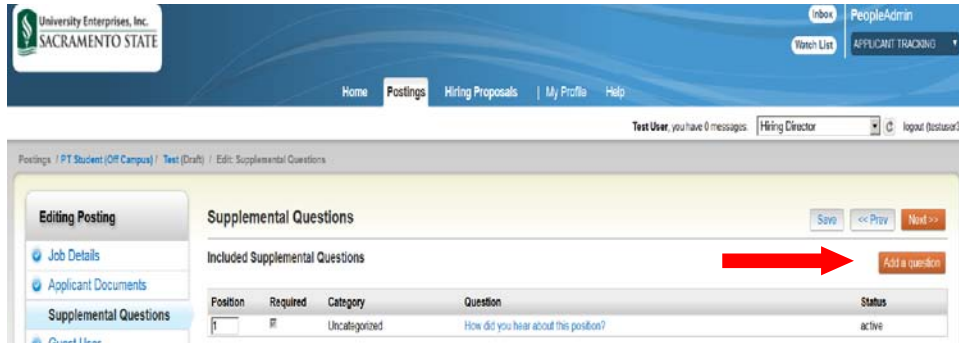 University Enterprises, Inc.
SACRAMENTO STATE
Inbox PeopleAdmin
Watch List APPLICANT TRACKING
Home Postings Hiring Proposals | My Profile Help
Test User, you have 0 messages. Hiring Director logout (testuser3
Postings / PT Student (Off Campus) / Test (Draft) / Edit: Supplemental Questions
Editing Posting
Job Details
Applicant Documents
Supplemental Questions
Guest User
Supplemental Questions
Save << Prev Next >>
Included Supplemental Questions
Add a question
Position Required Category Question Status
1 Uncategorized How did you hear about this position? active